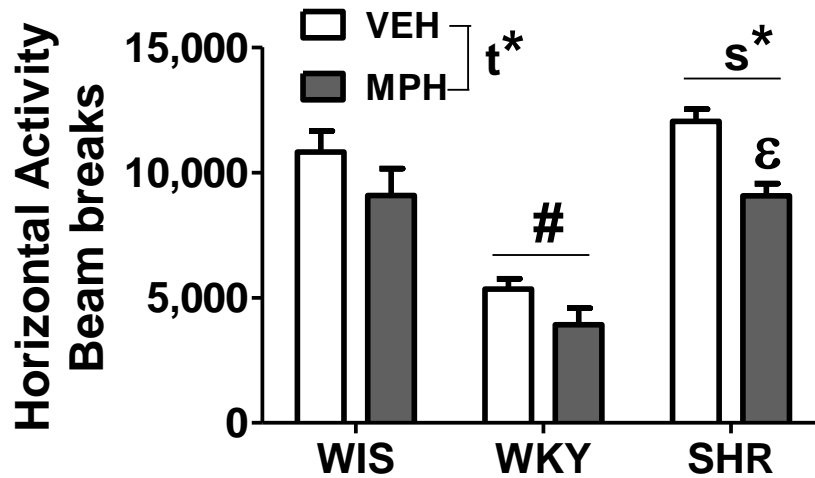 Horizontal Activity
Beam breaks
15,000
10,000
5,000
0
VEH
MPH
t*
#
s*
ε
WIS WKY SHR